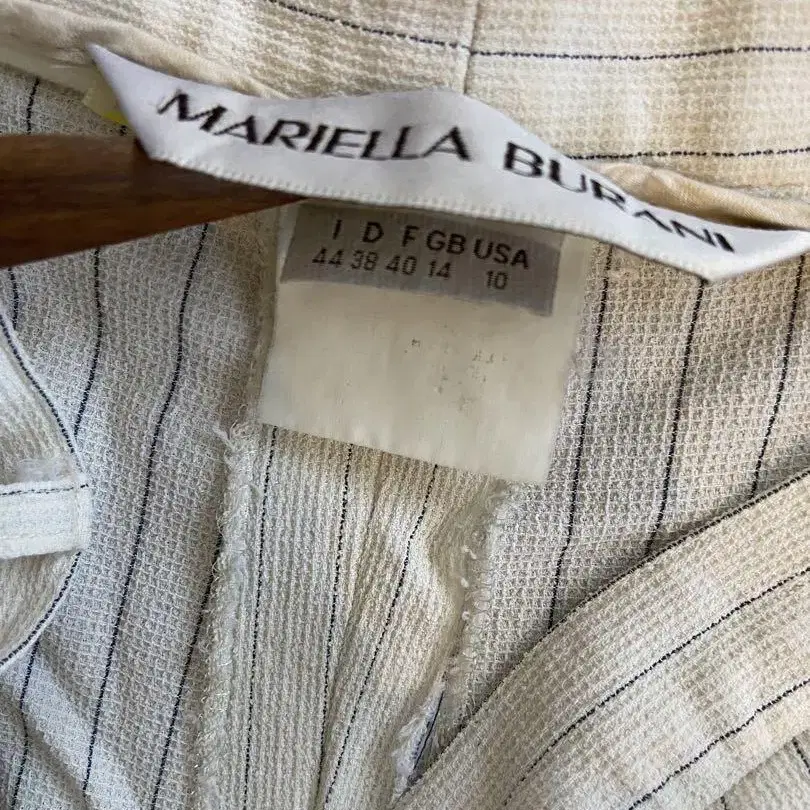 MARIELLA BURANI
I D F GB USA
44 38 40 14 10